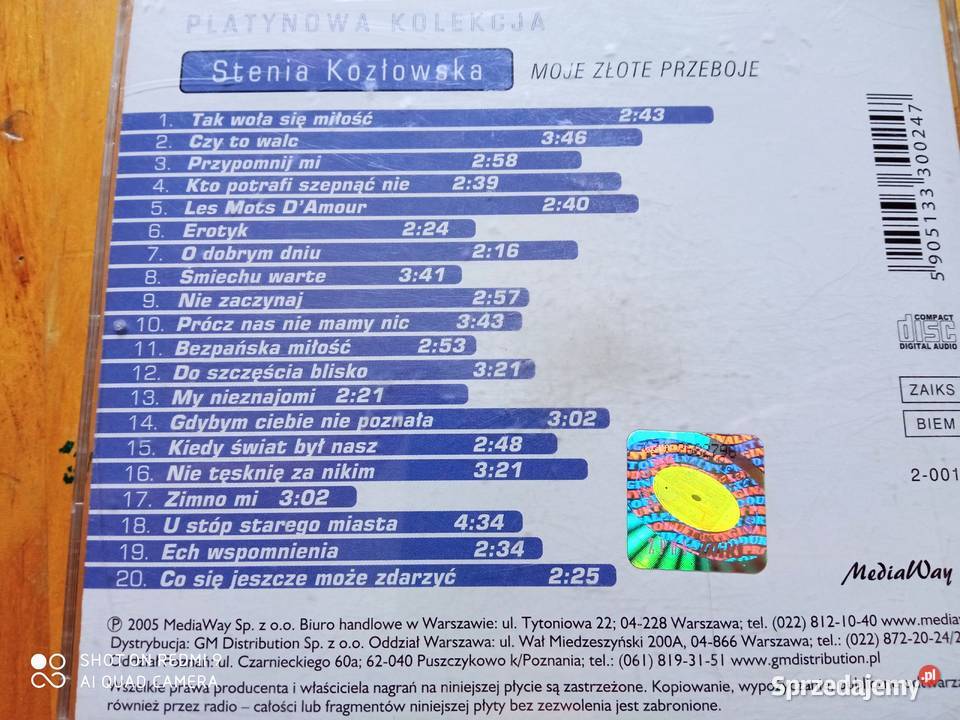 PLATYNOWA KOLEKCJA
Stenia Kozłowska MOJE ZŁOTE PRZEBOJE
1. Tak woła się miłość 2:43
2. Czy to walc 3:46
3. Przypomnij mi 2:58
4. Kto potrafi szepnąć nie 2:39
5. Les Mots D'Amour 2:40
6. Erotyk 2:24
7. O dobrym dniu 2:16
8. Śmiechu warte 3:41
9. Nie zaczynaj 2:57
10. Prócz nas nie mamy nic 3:43
11. Bezpańska miłość 2:53
12. Do szczęścia blisko 3:21
13. My nieznajomi 2:21
14. Gdybym ciebie nie poznała 3:02
15. Kiedy świat był nasz 2:48
16. Nie tęsknię za nikim 3:21
17. Zimno mi 3:02
18. U stóp starego miasta 4:34
19. Ech wspomnienia 2:34
20. Co się jeszcze może zdarzyć 2:25
5 905133 300247
COMPACT
disc
DIGITAL AUDIO
ZAIKS
BIEM
2-001
MediaWay
Ⓟ 2005 MediaWay Sp. z o.o. Biuro handlowe w Warszawie: ul. Tytoniowa 22; 04-228 Warszawa; tel. (022) 812-10-40 www.media
Dystrybucja: GM Distribution Sp. z o.o. Oddział Warszawa: ul. Wał Miedzeszyński 200A, 04-866 Warszawa; tel.: (022) 872-20-24/2
ul. Czarnieckiego 60a; 62-040 Puszczykowo k/Poznania; tel.: (061) 819-31-51 www.gmdistribution.pl
Wszelkie prawa producenta i właściciela nagrań na niniejszej płycie są zastrzeżone. Kopiowanie,
również przez radio – całości lub fragmentów niniejszej płyty bez zezwolenia jest zabronione.
SHOT ON REDMI 9
AI QUAD CAMERA
Sprzedajemy .pl